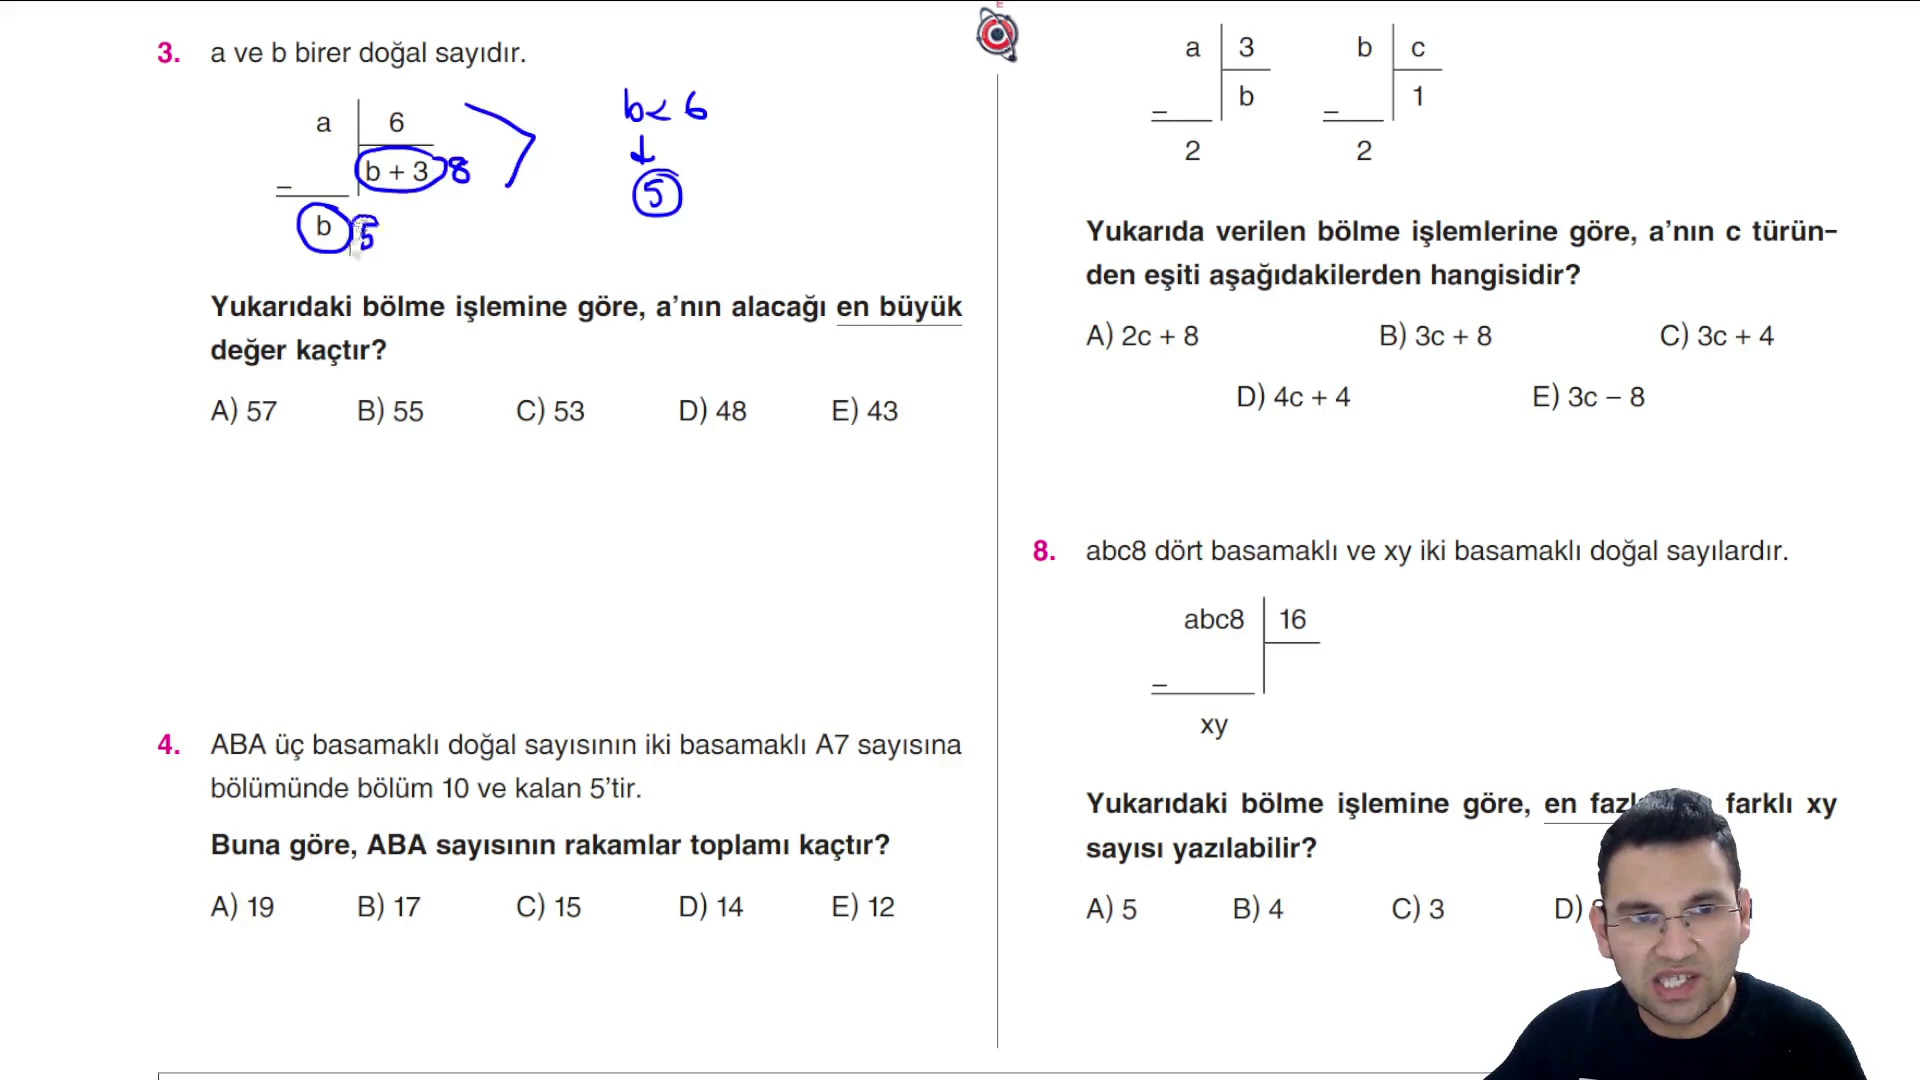 3. a ve b birer doğal sayıdır.
a 6
b + 3 8
b 5
b < 6
5
Yukarıdaki bölme işlemine göre, a’nın alacağı en büyük
değer kaçtır?
A) 57 B) 55 C) 53 D) 48 E) 43
4. ABA üç basamaklı doğal sayısının iki basamaklı A7 sayısına
bölümünde bölüm 10 ve kalan 5’tir.
Buna göre, ABA sayısının rakamlar toplamı kaçtır?
A) 19 B) 17 C) 15 D) 14 E) 12
E
a 3 b c
b 1
2 2
Yukarıda verilen bölme işlemlerine göre, a’nın c türün-
den eşiti aşağıdakilerden hangisidir?
A) 2c + 8 B) 3c + 8 C) 3c + 4
D) 4c + 4 E) 3c – 8
8. abc8 dört basamaklı ve xy iki basamaklı doğal sayılardır.
abc8 16
xy
Yukarıdaki bölme işlemine göre, en farklı xy
sayısı yazılabilir?
A) 5 B) 4 C) 3 D)